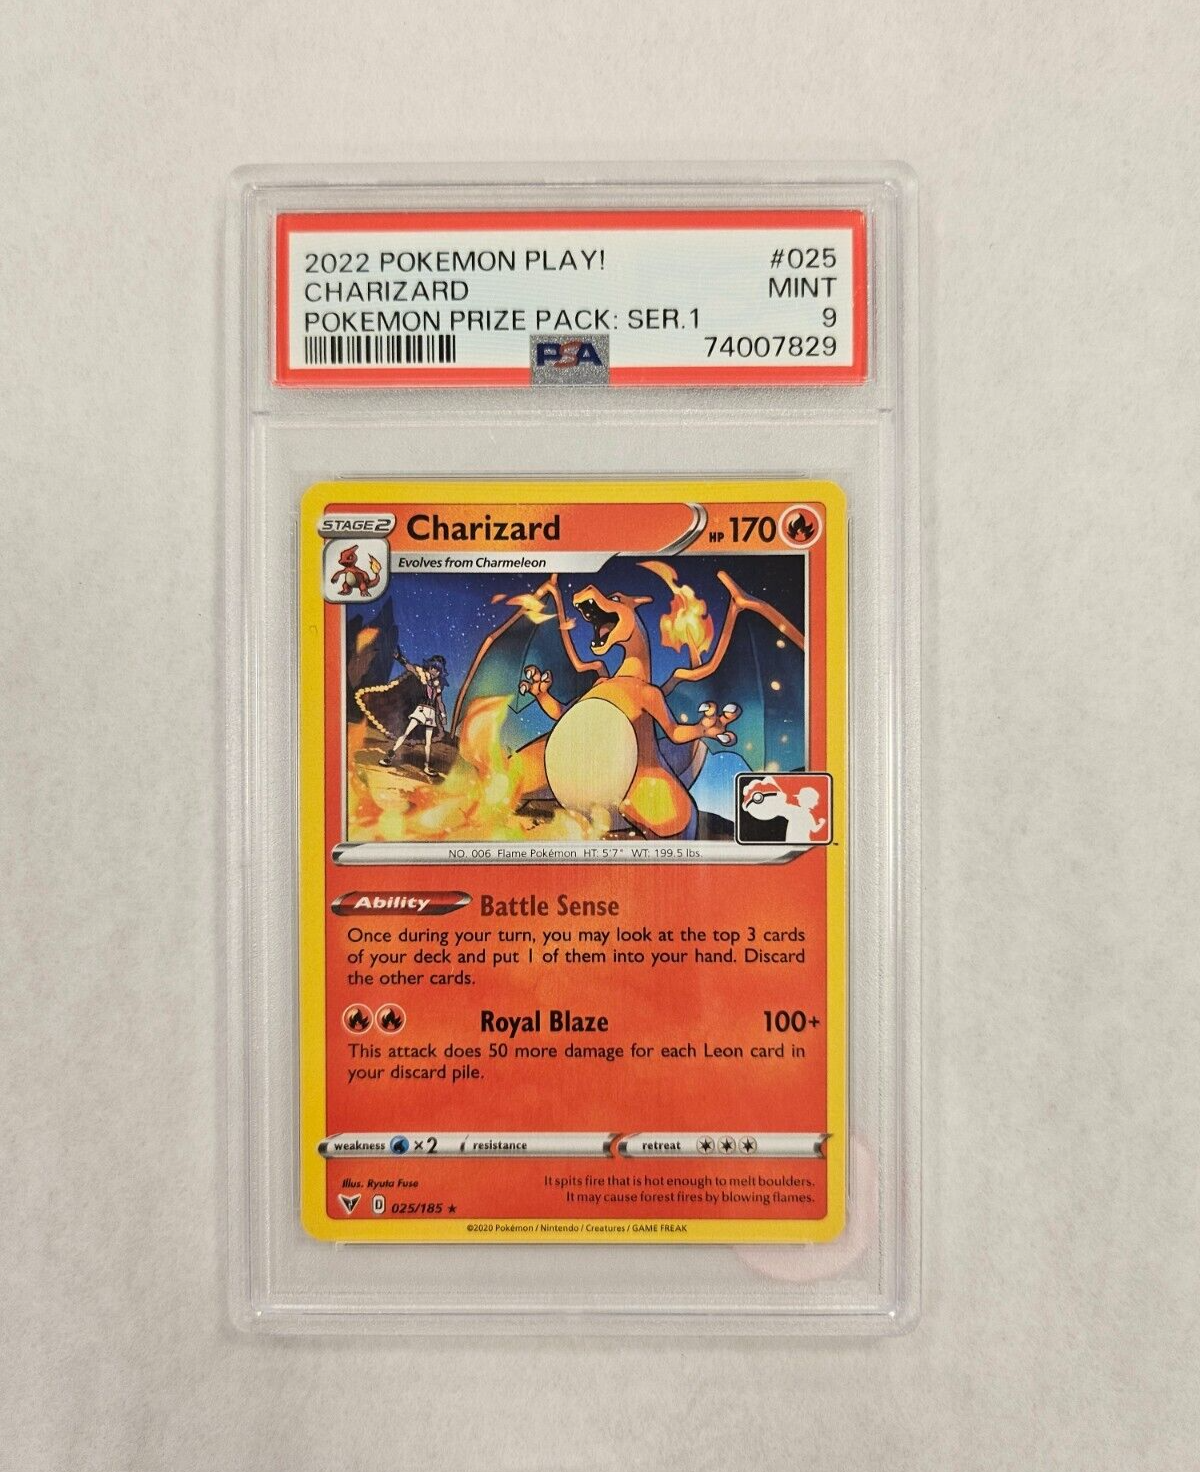 2022 POKEMON PLAY! #025
CHARIZARD MINT
POKEMON PRIZE PACK: SER.1 9
PSA 74007829
STAGE 2 Charizard HP 170
Evolves from Charmeleon
NO. 006 Flame Pokémon HT: 5'7" WT: 199.5 lbs.
Ability Battle Sense
Once during your turn, you may look at the top 3 cards
of your deck and put 1 of them into your hand. Discard
the other cards.
Royal Blaze 100+
This attack does 50 more damage for each Leon card in
your discard pile.
weakness ×2 resistance retreat
Illus. Ryuta Fuse
It spits fire that is hot enough to melt boulders.
It may cause forest fires by blowing flames.
D 025/185 ★
©2020 Pokémon / Nintendo / Creatures / GAME FREAK